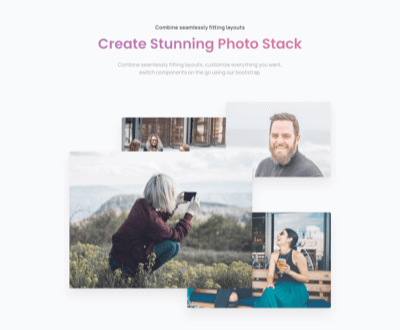 Combine seamlessly fitting layouts
Create Stunning Photo Stack
Combine seamlessly fitting layouts, customize everything you want,
switch components on the go using our bootstrap.